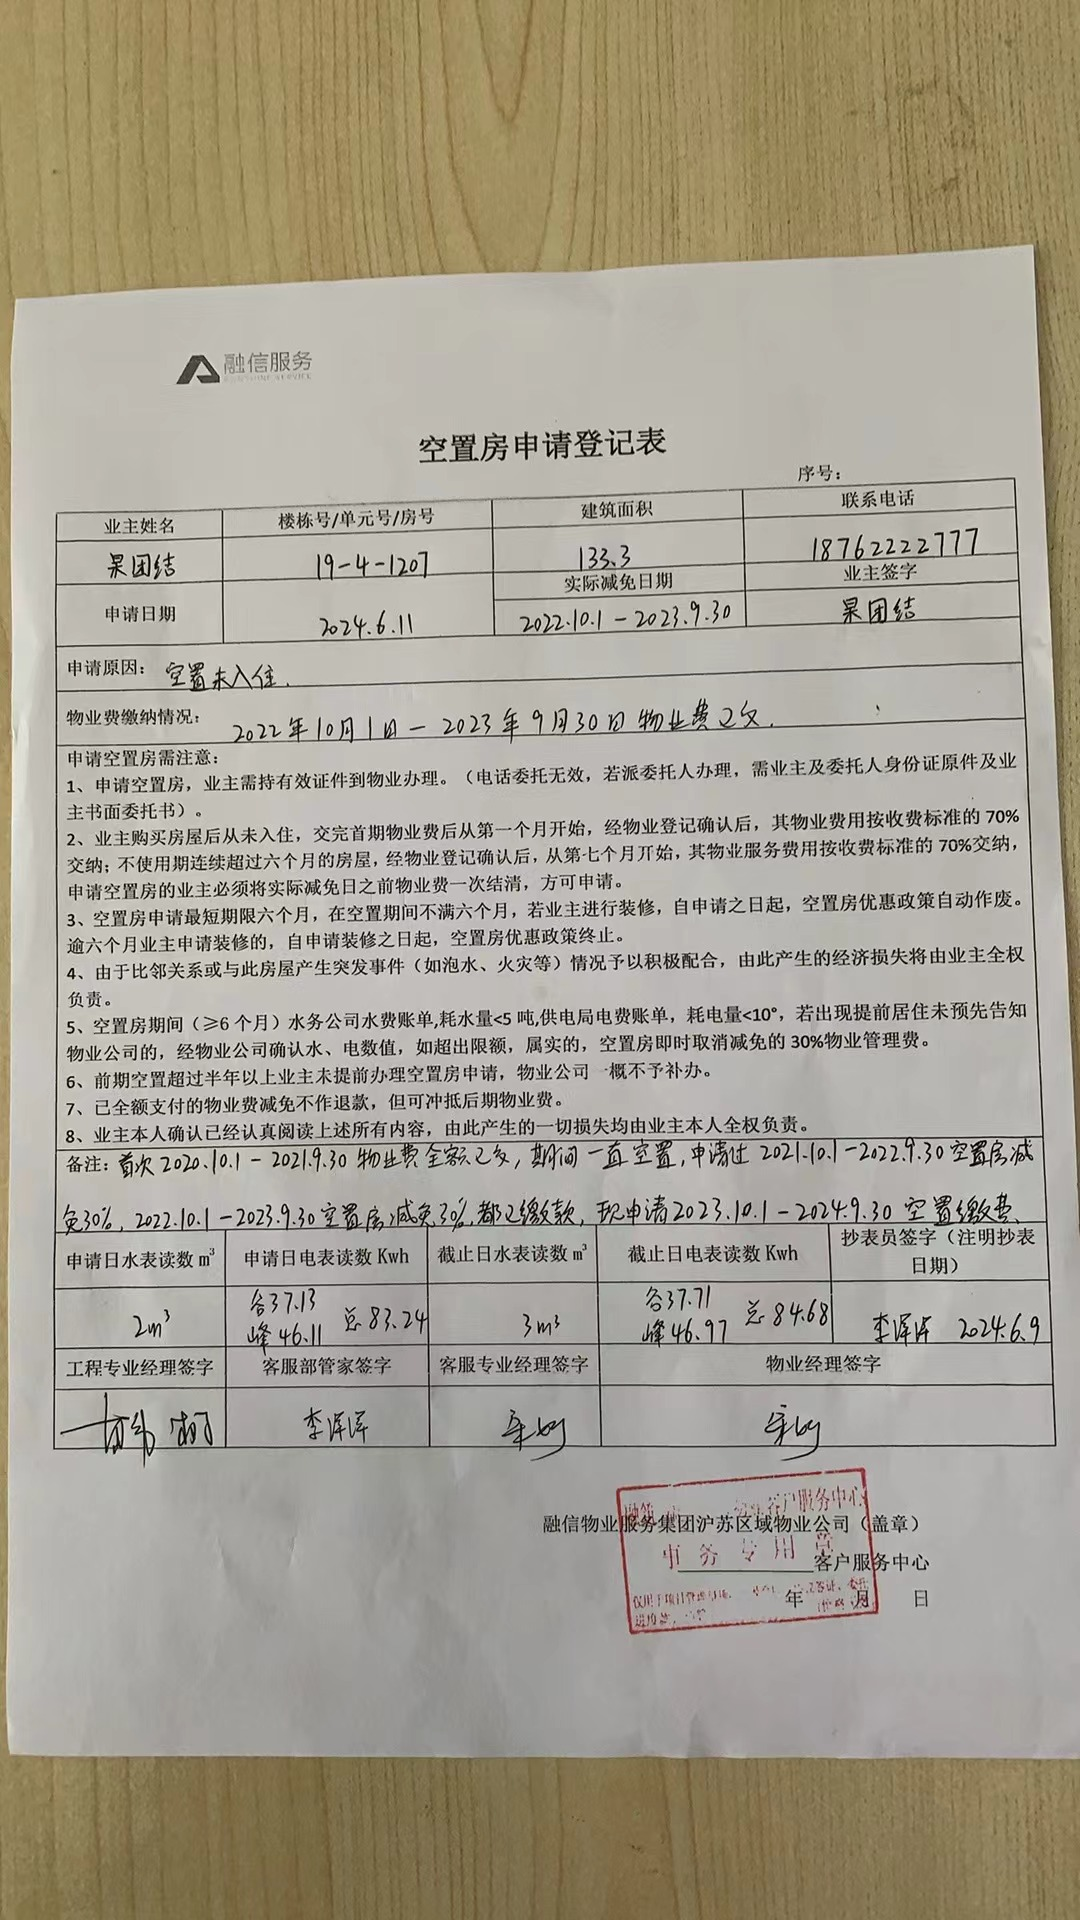 融信服务
空置房申请登记表
序号：
业主姓名 楼栋号/单元号/房号 建筑面积 联系电话
杲团结 19-4-1207 133.3 18762222777
申请日期 2024.6.11 实际减免日期 业主签字
2022.10.1-2023.9.30 杲团结
申请原因： 空置未入住.
物业费缴纳情况： 2022年10月1日-2023年9月30日物业费已交.
申请空置房需注意：
1、申请空置房，业主需持有效证件到物业办理。（电话委托无效，若派委托人办理，需业主及委托人身份证原件及业
主书面委托书）。
2、业主购买房屋后从未入住，交完首期物业费后从第一个月开始，经物业登记确认后，其物业费用按收费标准的 70%
交纳；不使用期连续超过六个月的房屋，经物业登记确认后，从第七个月开始，其物业服务费用按收费标准的 70%交纳，
申请空置房的业主必须将实际减免日之前物业费一次结清，方可申请。
3、空置房申请最短期限六个月，在空置期间不满六个月，若业主进行装修，自申请之日起，空置房优惠政策自动作废。
逾六个月业主申请装修的，自申请装修之日起，空置房优惠政策终止。
4、由于比邻关系或与此房屋产生突发事件（如泡水、火灾等）情况予以积极配合，由此产生的经济损失将由业主全权
负责。
5、空置房期间（≥6 个月）水务公司水费账单,耗水量<5 吨,供电局电费账单，耗电量<10°，若出现提前居住未预先告知
物业公司的，经物业公司确认水、电数值，如超出限额，属实的，空置房即时取消减免的 30%物业管理费。
6、前期空置超过半年以上业主未提前办理空置房申请，物业公司一概不予补办。
7、已全额支付的物业费减免不作退款，但可冲抵后期物业费。
8、业主本人确认已经认真阅读上述所有内容，由此产生的一切损失均由业主本人全权负责。
备注：首次2020.10.1-2021.9.30物业费全额已交，期间一直空置，申请过2021.10.1-2022.9.30空置房减
免30%，2022.10.1-2023.9.30空置房减免30%，都已缴款，现申请2023.10.1-2024.9.30空置缴费.
申请日水表读数 m³ 申请日电表读数 Kwh 截止日水表读数 m³ 截止日电表读数 Kwh 抄表员签字（注明抄表
日期）
2m³ 谷37.13 峰46.11 总83.24 3m³ 谷37.71 峰46.97 总84.68 李洋洋 2024.6.9
工程专业经理签字 客服部管家签字 客服专业经理签字 物业经理签字
李洋洋
客户服务中心
融信物业服务集团沪苏区域物业公司（盖章）
事务专用章
客户服务中心
年 月 日